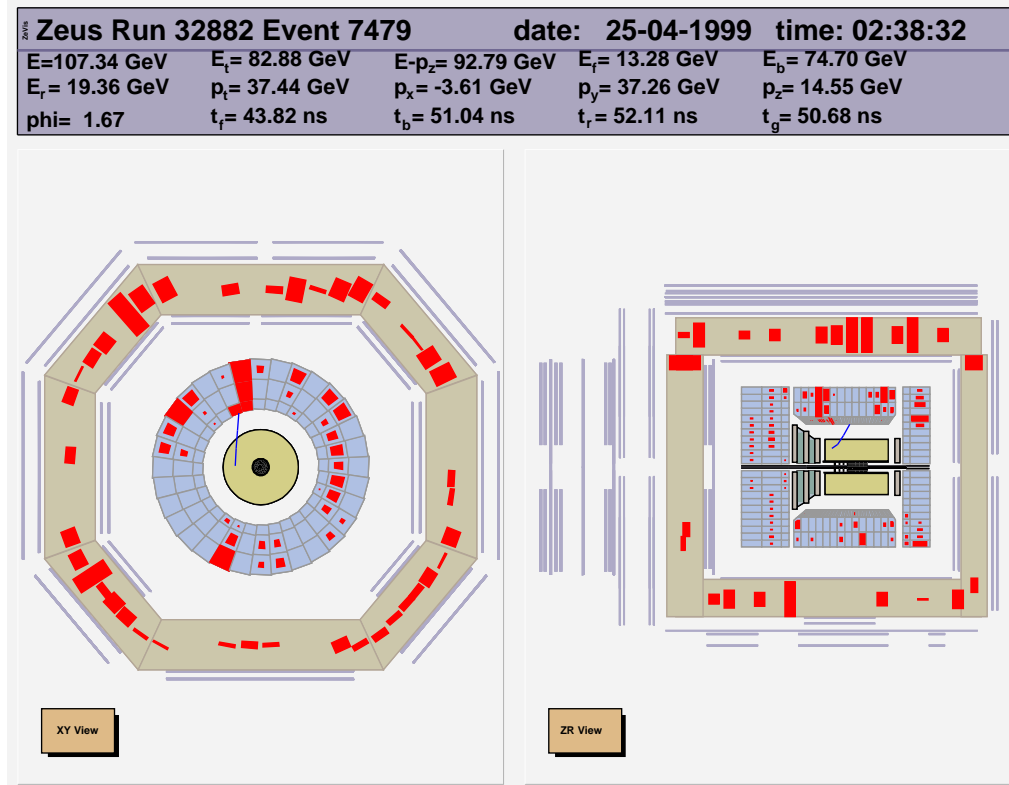 ZeVis
Zeus Run 32882 Event 7479 date: 25-04-1999 time: 02:38:32
E=107.34 GeV Et= 82.88 GeV E-pz= 92.79 GeV Ef= 13.28 GeV Eb= 74.70 GeV
Er= 19.36 GeV pt= 37.44 GeV px= -3.61 GeV py= 37.26 GeV pz= 14.55 GeV
phi= 1.67 tf= 43.82 ns tb= 51.04 ns tr= 52.11 ns tg= 50.68 ns
XY View ZR View